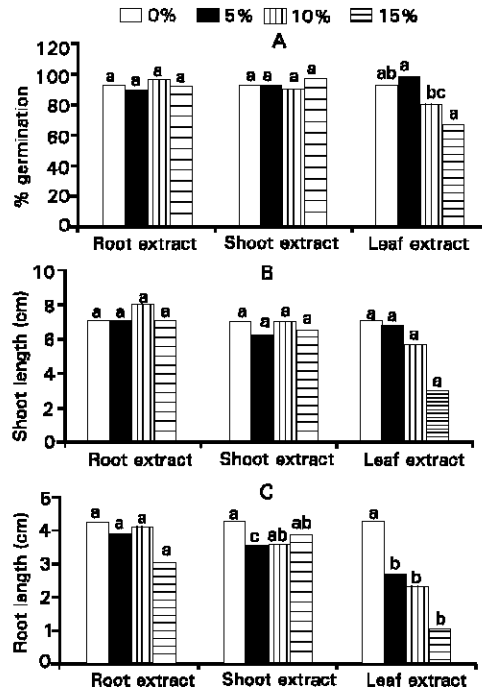 0% 5% 10% 15%
A
120
100
80
60
40
20
0
% germination
a a a a a a a a ab a bc a
Root extract Shoot extract Leaf extract
B
10
8
6
4
2
0
Shoot length (cm)
a a a a a a a a a a a a
Root extract Shoot extract Leaf extract
C
5
4
3
2
1
0
Root langth (cm)
a a a a a c ab ab a b b b
Root extract Shoot extract Leaf extract